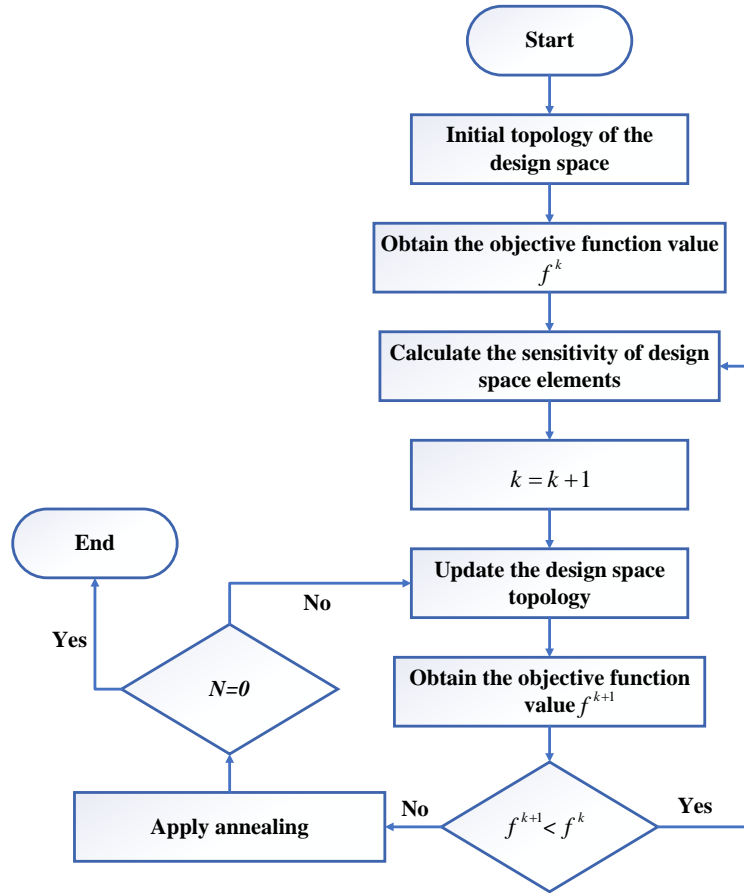 Start
Initial topology of the
design space
Obtain the objective function value
f^k
Calculate the sensitivity of design
space elements
k = k + 1
End
Update the design space
topology
No
Yes
N=0
Obtain the objective function
value f^{k+1}
Apply annealing
No
f^{k+1} < f^k
Yes